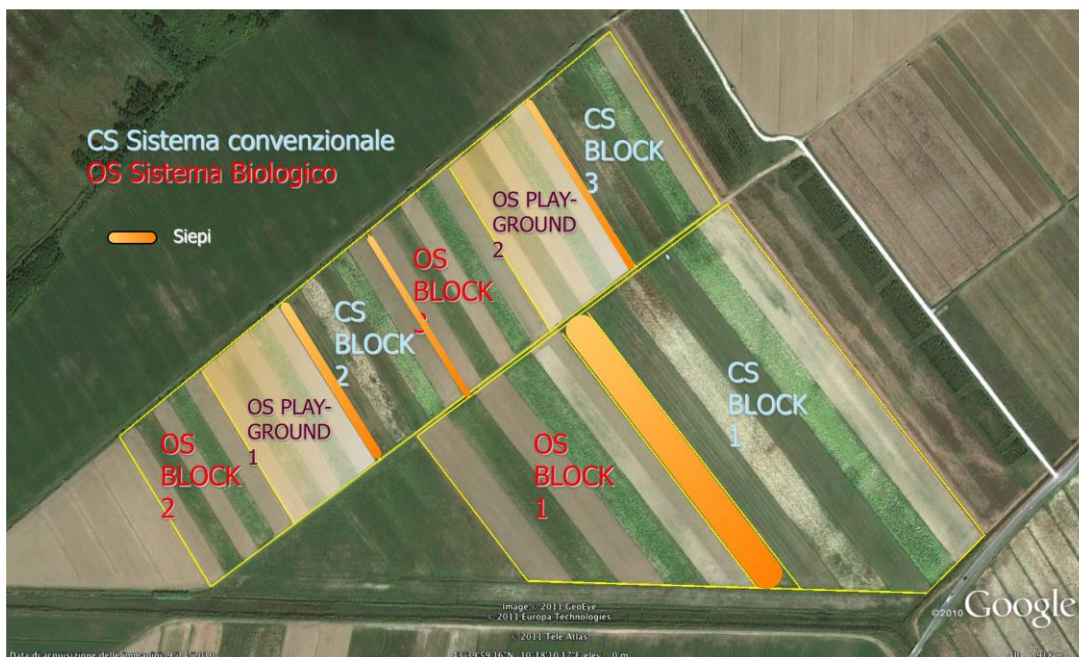 CS Sistema convenzionale
OS Sistema Biologico
Siepi
CS
BLOCK
3
OS PLAY-
GROUND
2
OS
BLOCK
3
CS
BLOCK
2
OS PLAY-
GROUND
1
OS
BLOCK
2
CS
BLOCK
1
OS
BLOCK
1
Image © 2011 GeoEye
© 2011 Europa Technologies
© 2011 Tele Atlas
©2010 Google